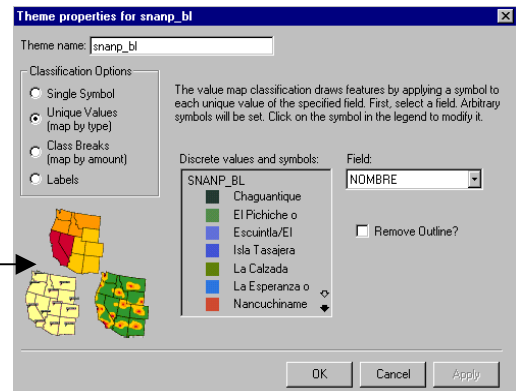 Theme properties for snanp_bl
Theme name: snanp_bl
Classification Options
Single Symbol
Unique Values
(map by type)
Class Breaks
(map by amount)
Labels
The value map classification draws features by applying a symbol to
each unique value of the specified field. First, select a field. Arbitrary
symbols will be set. Click on the symbol in the legend to modify it.
Discrete values and symbols:
SNANP_BL
Chaguantique
El Pichiche o
Escuintla/El
Isla Tasajera
La Calzada
La Esperanza o
Nancuchiname
Field:
NOMBRE
Remove Outline?
OK
Cancel
Apply